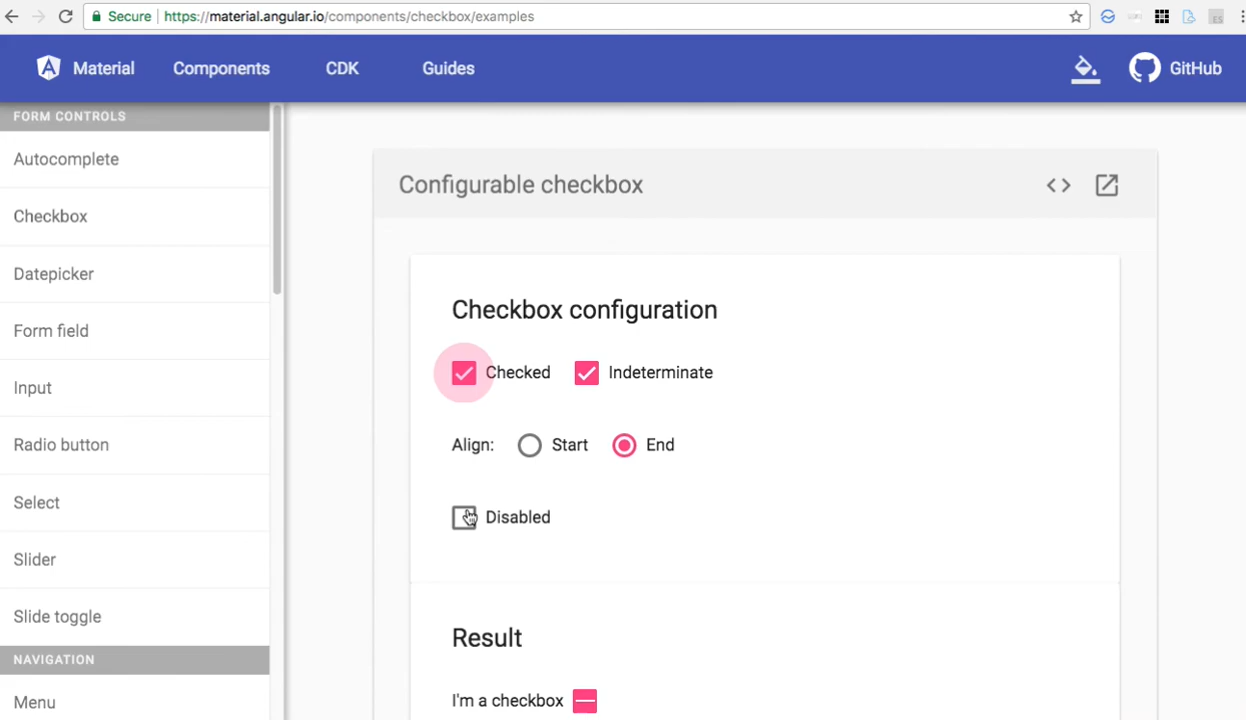 Secure https://material.angular.io/components/checkbox/examples
Material Components CDK Guides GitHub
FORM CONTROLS
Autocomplete
Checkbox
Datepicker
Form field
Input
Radio button
Select
Slider
Slide toggle
NAVIGATION
Menu
Configurable checkbox
Checkbox configuration
Checked Indeterminate
Align: Start End
Disabled
Result
I'm a checkbox